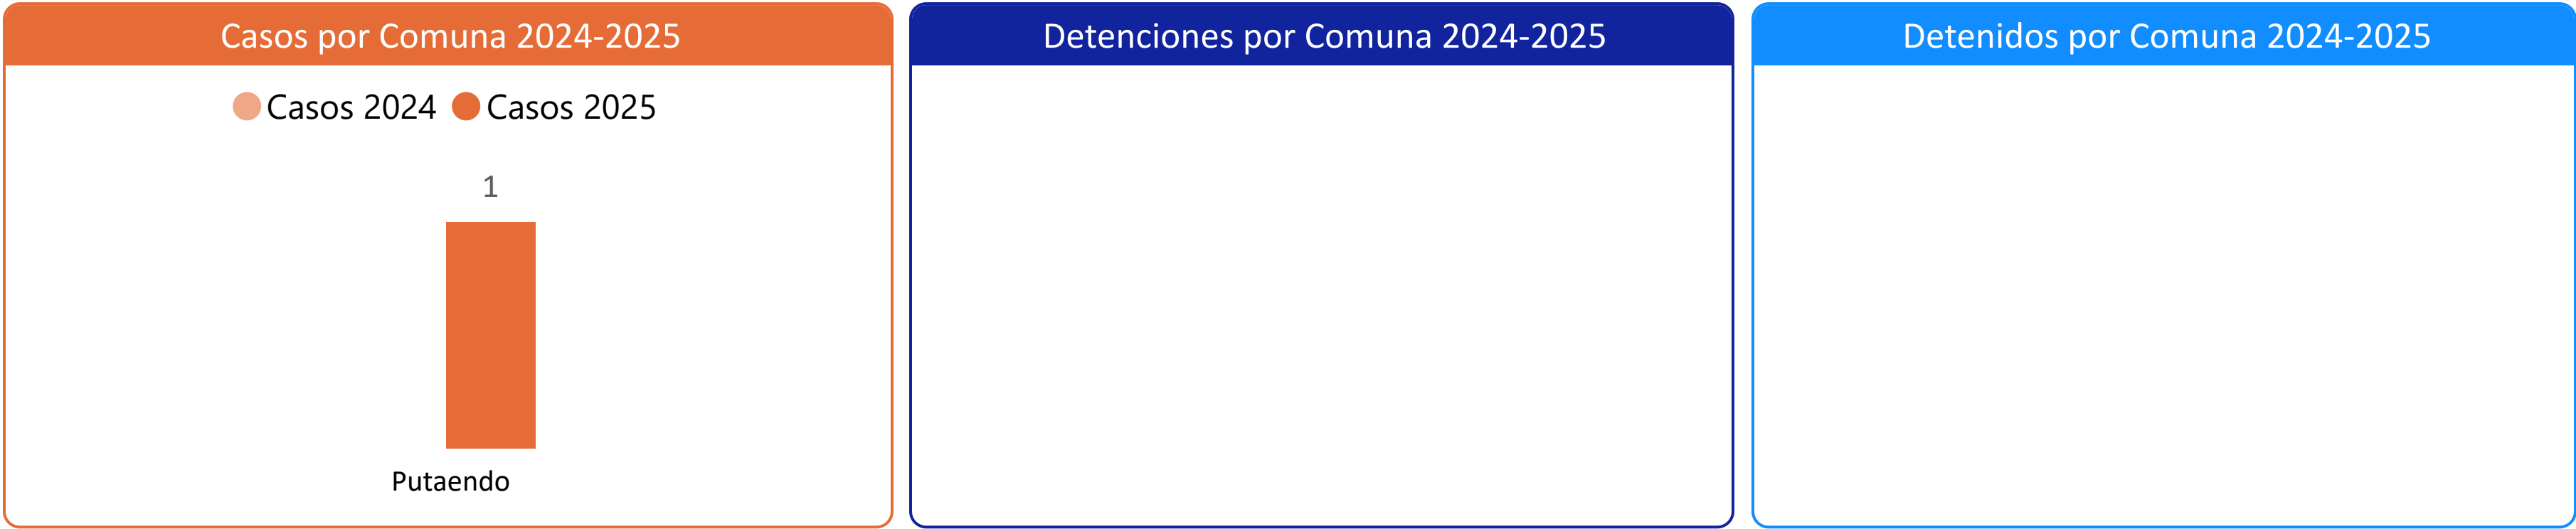 Casos por Comuna 2024-2025
Casos 2024 Casos 2025
1
Putaendo
Detenciones por Comuna 2024-2025
Detenidos por Comuna 2024-2025